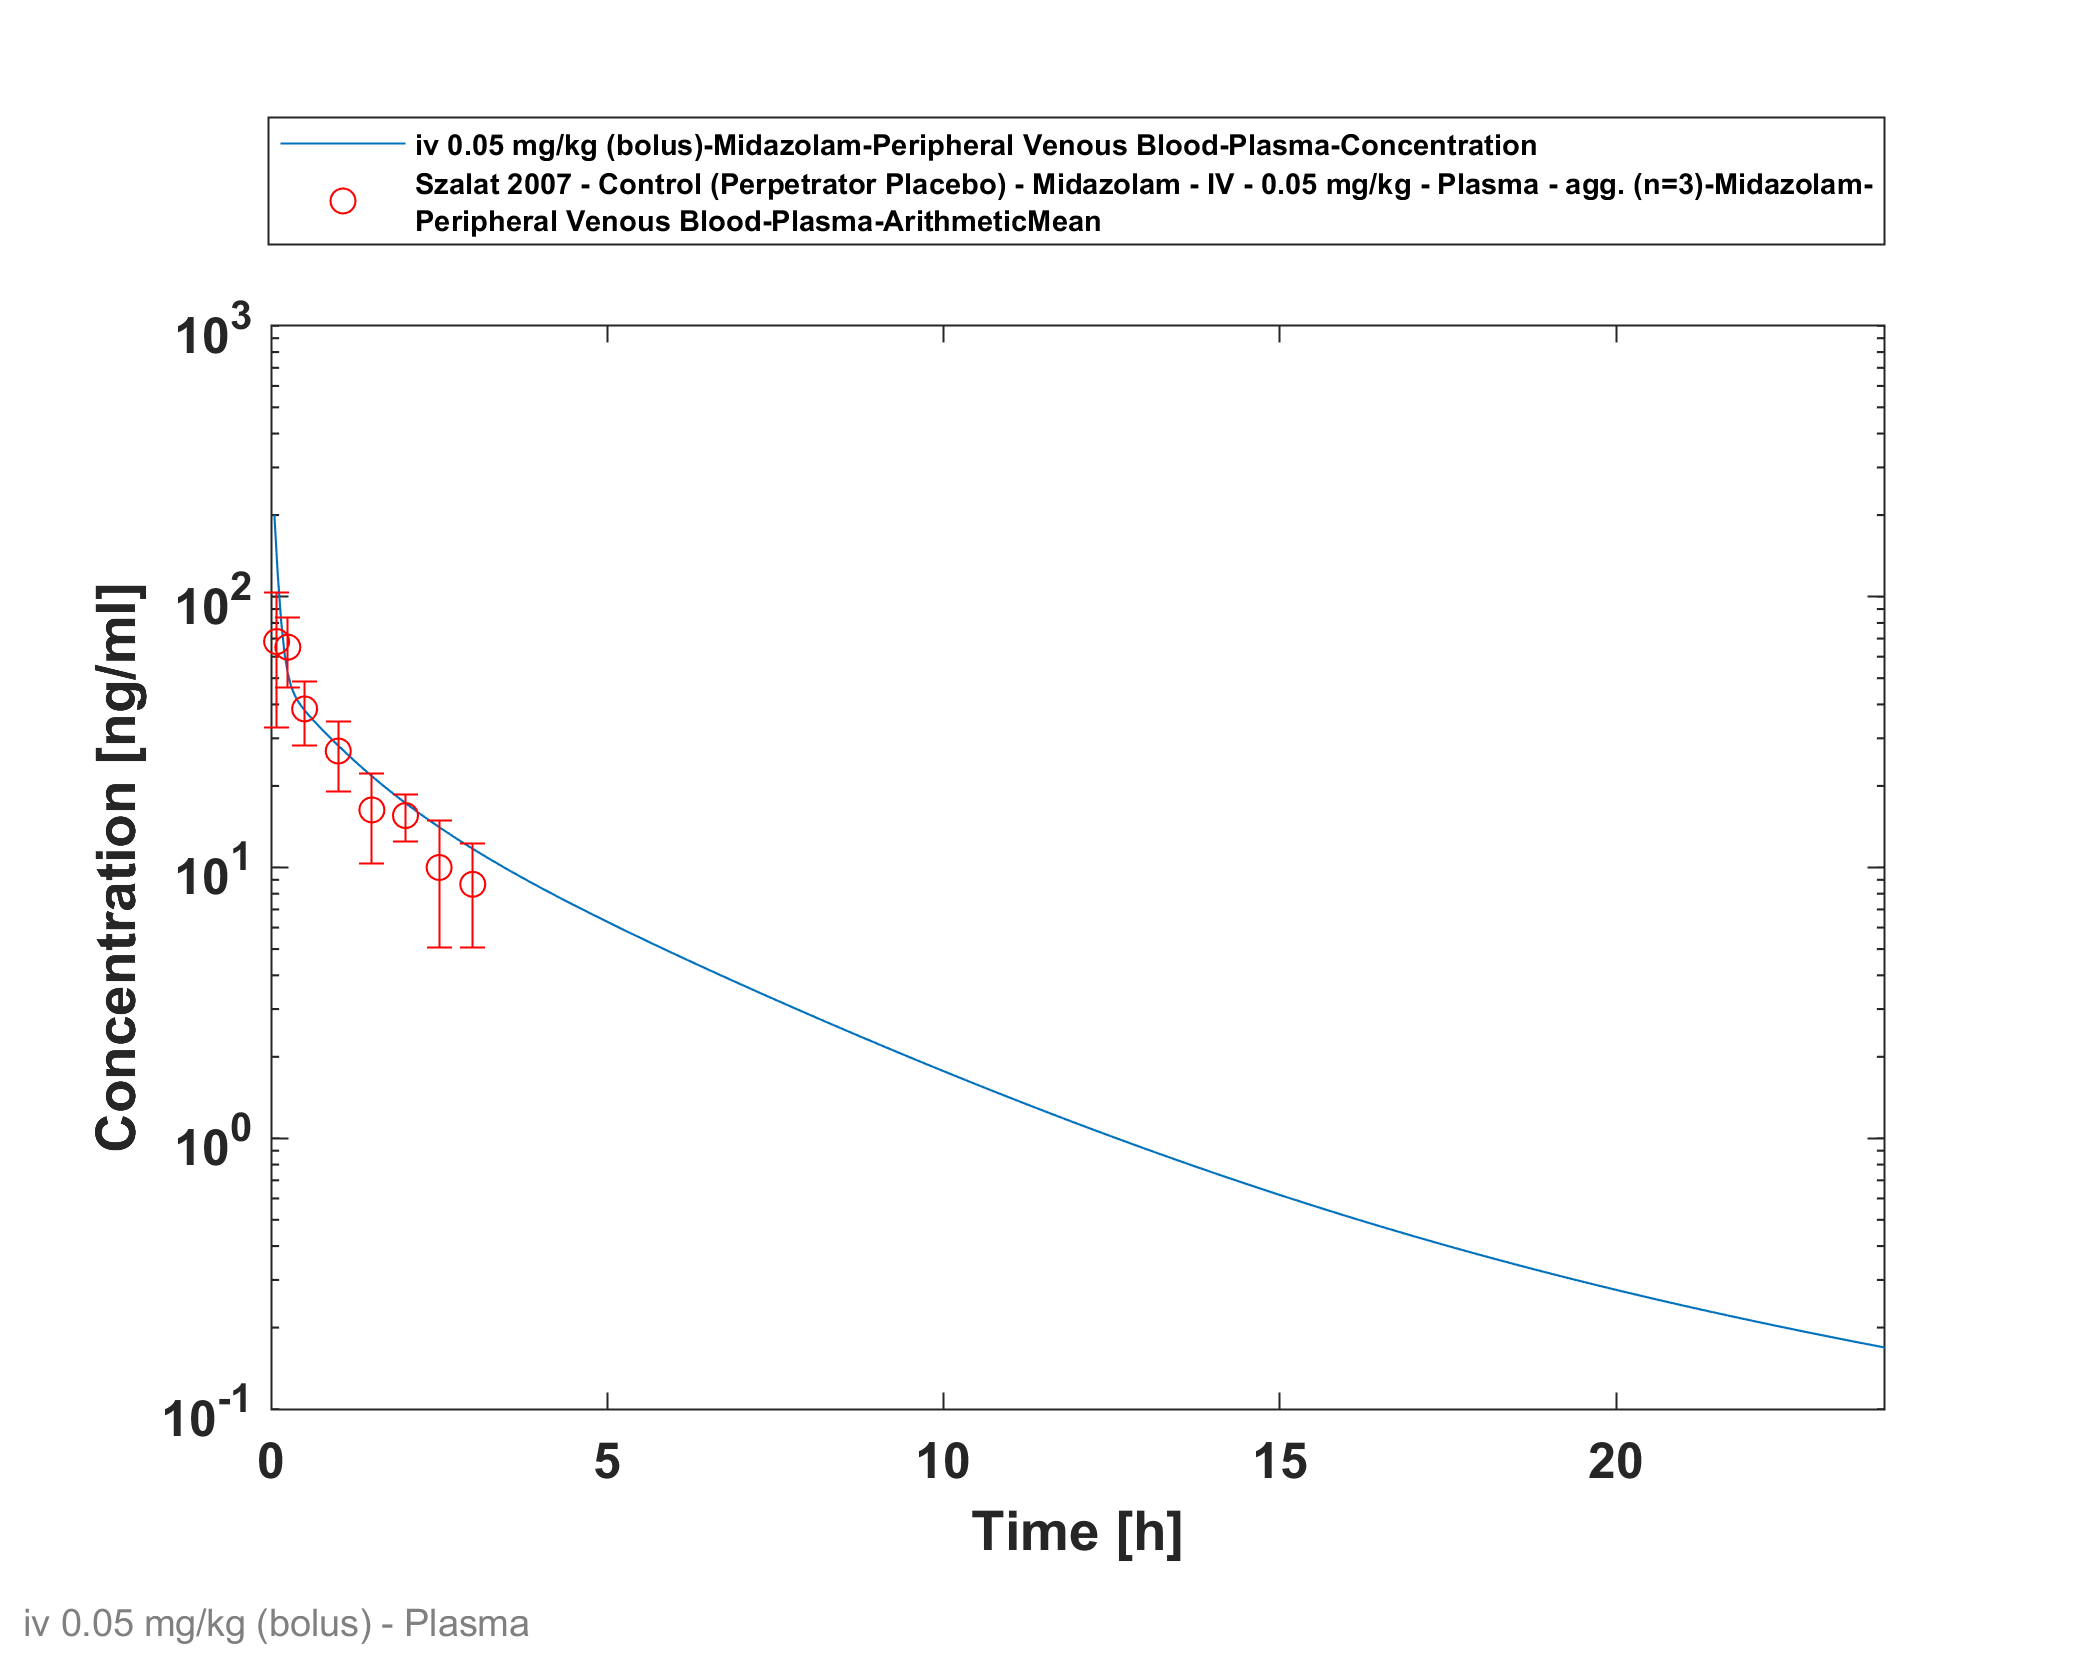 iv 0.05 mg/kg (bolus)-Midazolam-Peripheral Venous Blood-Plasma-Concentration
Szalat 2007 - Control (Perpetrator Placebo) - Midazolam - IV - 0.05 mg/kg - Plasma - agg. (n=3)-Midazolam-
Peripheral Venous Blood-Plasma-ArithmeticMean
10^3
10^2
10^1
10^0
10^-1
Concentration [ng/ml]
0 5 10 15 20
Time [h]
iv 0.05 mg/kg (bolus) - Plasma